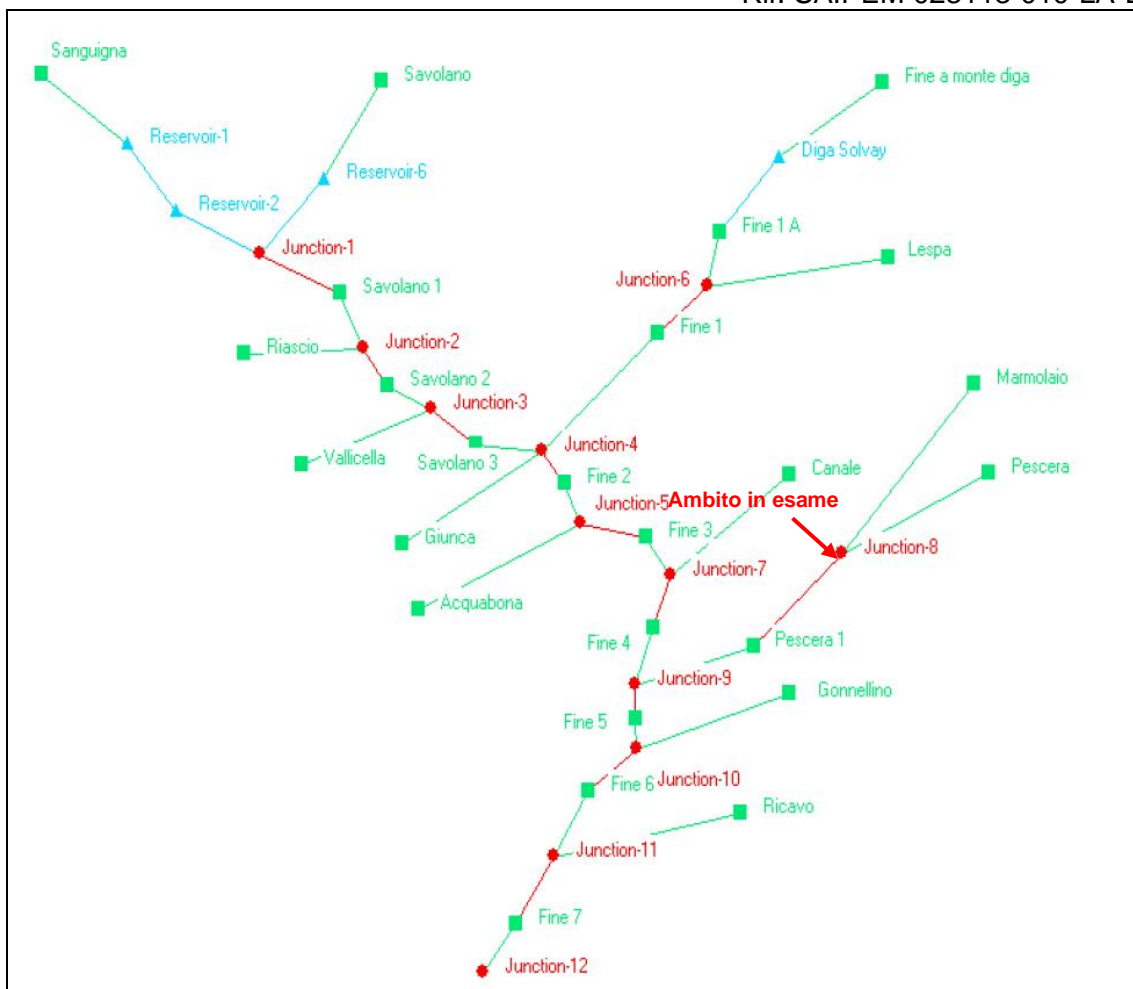 Sanguigna
Savolano
Fine a monte diga
Reservoir-1
Diga Solvay
Reservoir-6
Reservoir-2
Fine 1 A
Junction-1
Lespa
Junction-6
Savolano 1
Fine 1
Riascio
Junction-2
Savolano 2
Marmolaio
Junction-3
Junction-4
Vallicella
Savolano 3
Canale
Pescera
Fine 2
Ambito in esame
Junction-5
Fine 3
Giunca
Junction-8
Junction-7
Acquabona
Fine 4
Pescera 1
Junction-9
Gonnellino
Fine 5
Fine 6
Junction-10
Ricavo
Junction-11
Fine 7
Junction-12